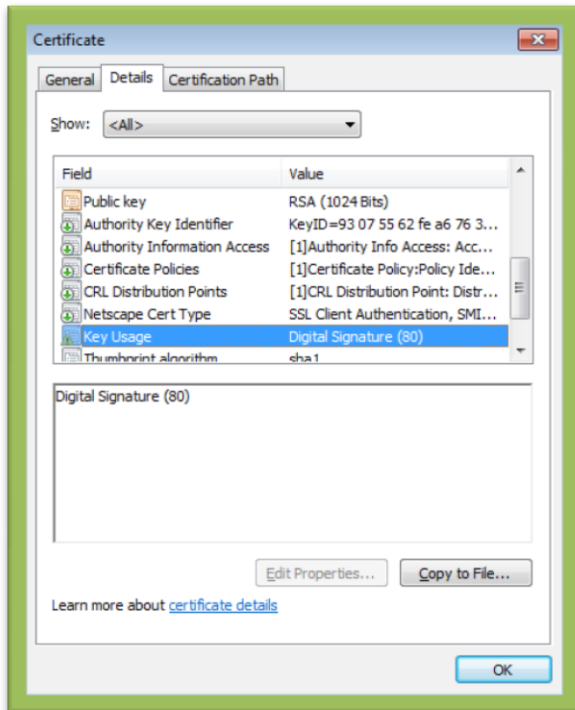 Certificate
General Details Certification Path
Show: <All>
Field Value
Public key RSA (1024 Bits)
Authority Key Identifier KeyID=93 07 55 62 fe a6 76 3...
Authority Information Access [1]Authority Info Access: Acc...
Certificate Policies [1]Certificate Policy:Policy Ide...
CRL Distribution Points [1]CRL Distribution Point: Distr...
Netscape Cert Type SSL Client Authentication, SMI...
Key Usage Digital Signature (80)
Thumbprint algorithm sha1
Digital Signature (80)
Edit Properties... Copy to File...
Learn more about certificate details
OK